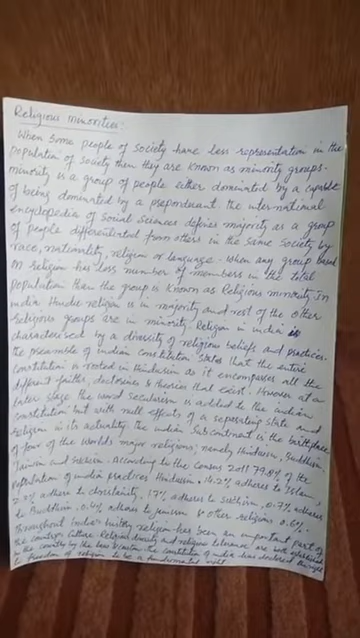 Religious minorities:
When some people of society have less representation in the
population of society then they are known as minority groups.
minority is a group of people either dominated by a capable
of being dominated by a preponderant the international
encyclopedia of social sciences defines majority as a group
of people differentiated from others in the same society by
race, nationality, religion or language. When any group based
on religion has less number of members in the total
population than the group is known as Religious minority. In
india Hindu religion is in majority and rest of the other
religious groups are in minority. Religion in india is
characterised by a diversity of religious beliefs and practices.
the preamble of indian constitution states that the entire
constitution is rooted in Hinduism as it encompasses all the
different faiths, doctrines & theories that exist. However at a
later stage the word secularism is added to the indian
constitution but with null effects of a seperating state and
religion in its actuality the indian Subcontinent is the birthplace
of four of the worlds major religions; namely Hinduism, Buddhism,
Jainism and Sikhism. According to the Census 2011 79.8% of the
population of india practices Hinduism, 14.2% adheres to Islam,
2.3% adhere to christianity, 1.7% adheres to Sikhism, 0.7% adheres
to Buddhism, 0.4% adhere to jainism & other religions 0.6%.
throughout india's history religion has been an important part of
the country's culture. Religious diversity and religious tolerance are both established
in the country by the law the constitution of india has declared the right
to freedom of religion to be a fundamental right.